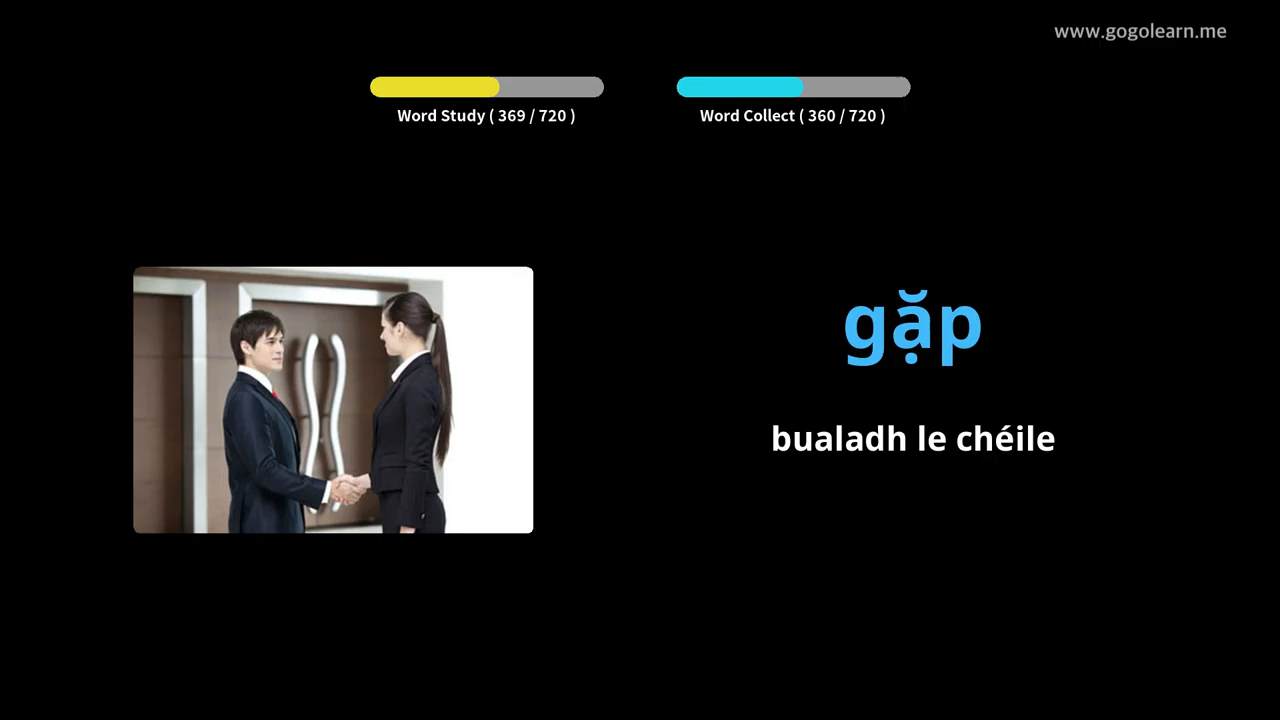 www.gogolearn.me
Word Study ( 369 / 720 )
Word Collect ( 360 / 720 )
gặp
bualadh le chéile